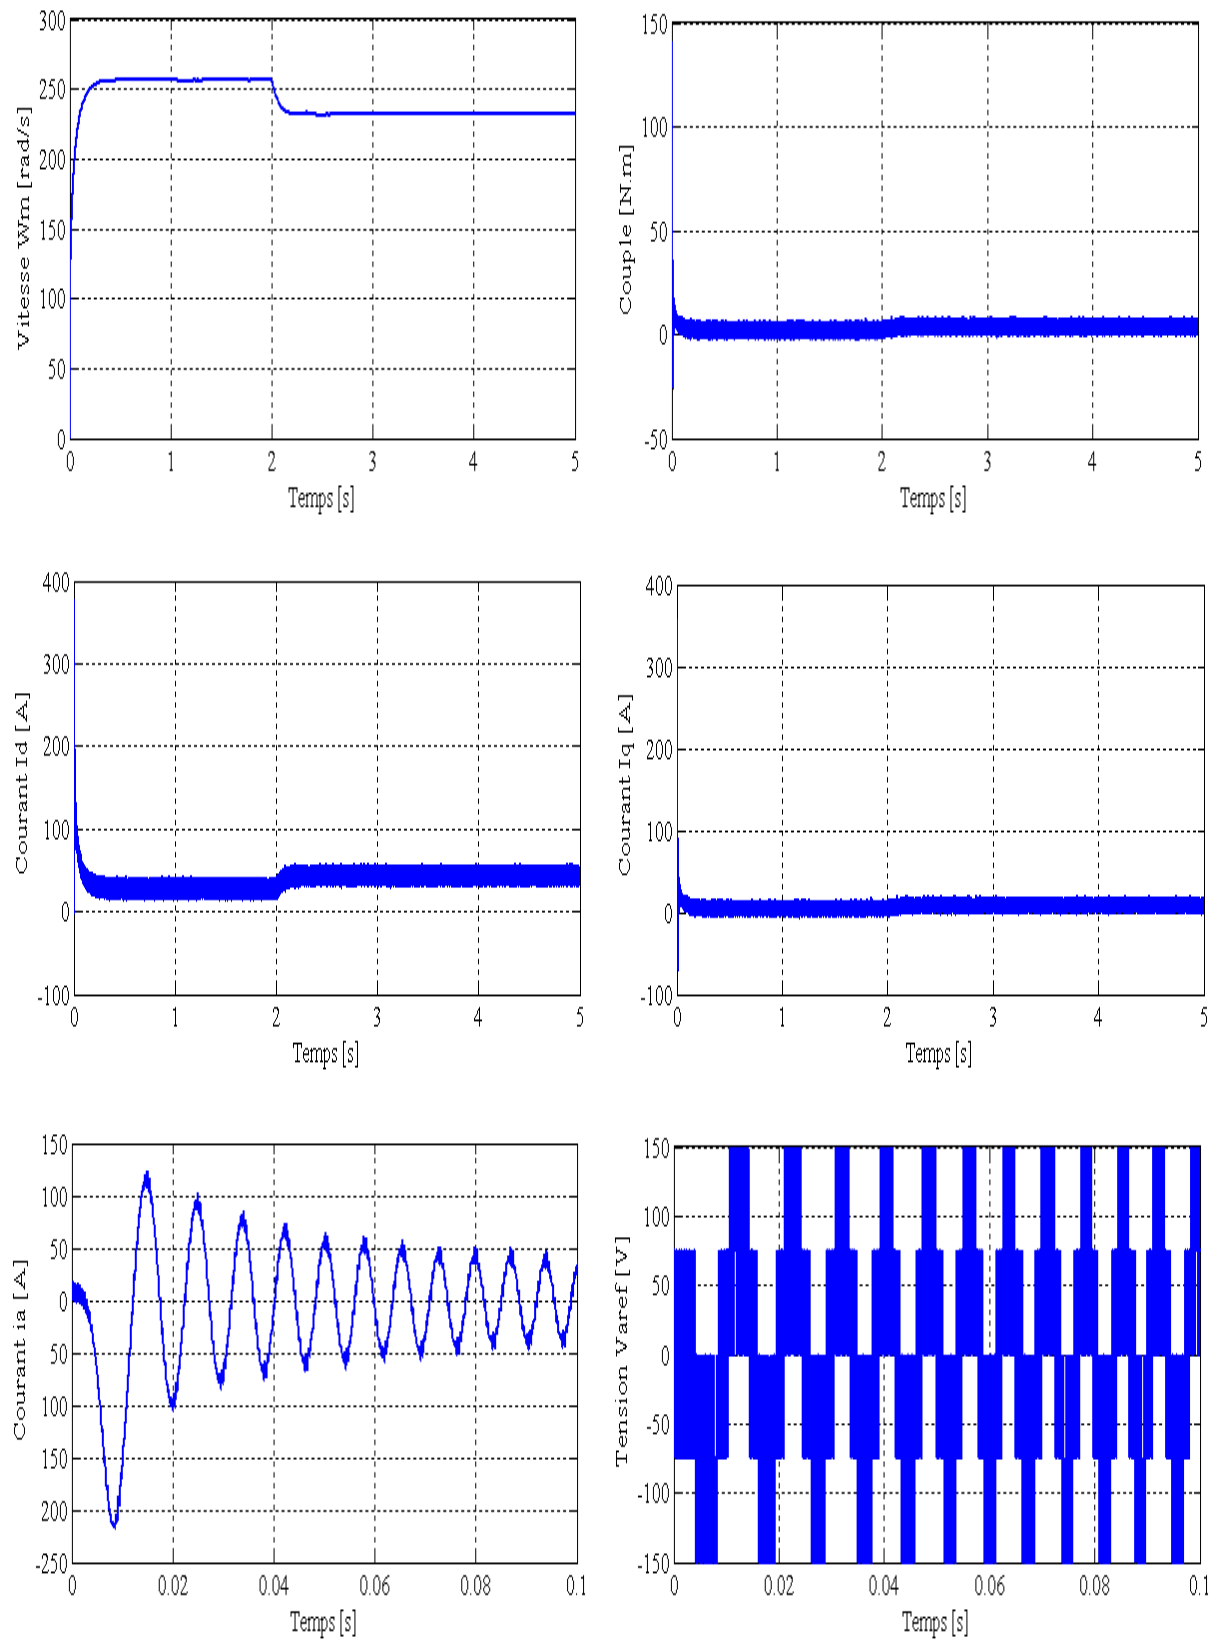 Vitesse Wm [rad/s]
300
250
200
150
100
50
0
0 1 2 3 4 5
Temps [s]
Couple [N.m]
150
100
50
0
-50
0 1 2 3 4 5
Temps [s]
Courant Id [A]
400
300
200
100
0
-100
0 1 2 3 4 5
Temps [s]
Courant Iq [A]
400
300
200
100
0
-100
0 1 2 3 4 5
Temps [s]
Courant ia [A]
150
100
50
0
50
100
150
200
-250
0 0.02 0.04 0.06 0.08 0.1
Temps [s]
Tension Varef [V]
150
100
50
0
-50
-100
-150
0 0.02 0.04 0.06 0.08 0.1
Temps [s]